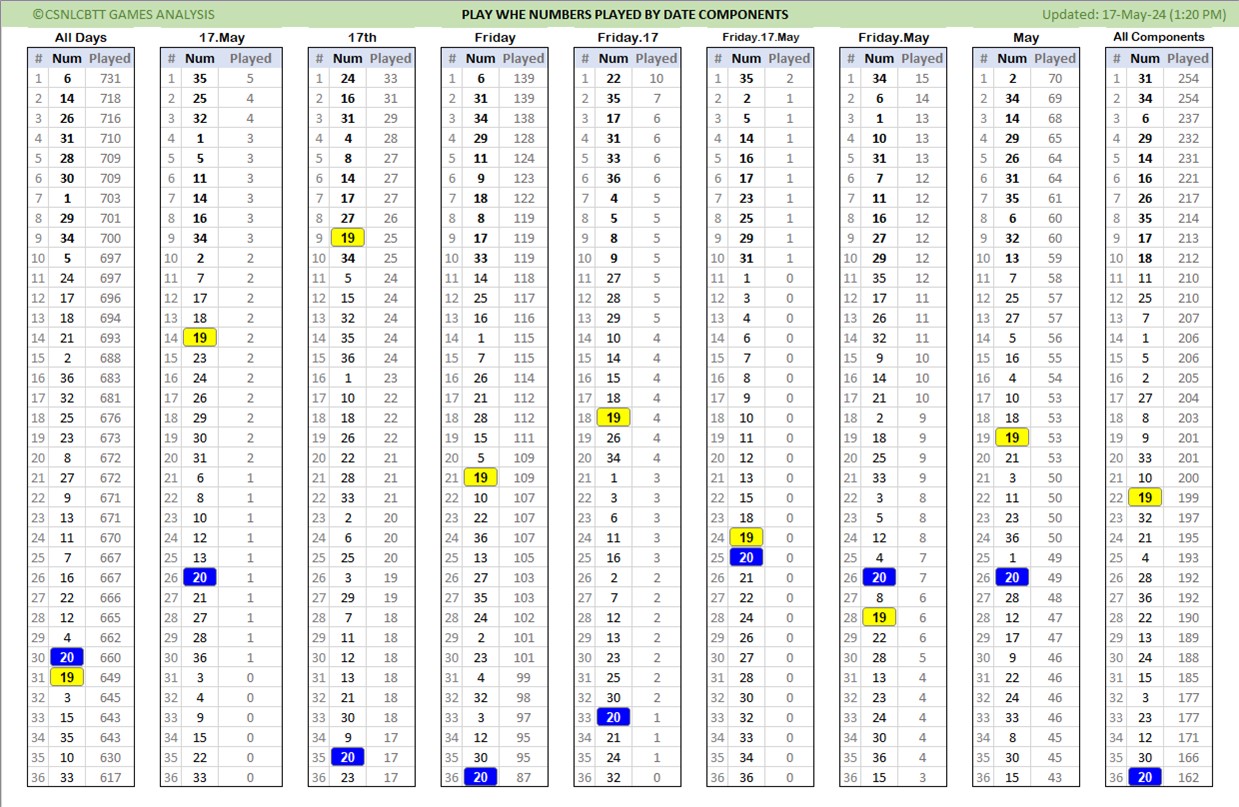 ©CSNLCBTT GAMES ANALYSIS PLAY WHE NUMBERS PLAYED BY DATE COMPONENTS Updated: 17-May-24 (1:20 PM)
All Days 17.May 17th Friday Friday.17 Friday.17.May Friday.May May All Components
# Num Played # Num Played # Num Played # Num Played # Num Played # Num Played # Num Played # Num Played # Num Played
1 6 731 1 35 5 1 24 33 1 6 139 1 22 10 1 35 2 1 34 15 1 2 70 1 31 254
2 14 718 2 25 4 2 16 31 2 31 139 2 35 7 2 2 1 2 6 14 2 34 69 2 34 254
3 26 716 3 32 4 3 31 29 3 34 138 3 17 6 3 5 1 3 1 13 3 14 68 3 6 237
4 31 710 4 1 3 4 4 28 4 29 128 4 31 6 4 14 1 4 10 13 4 29 65 4 29 232
5 28 709 5 5 3 5 8 27 5 11 124 5 33 6 5 16 1 5 31 13 5 26 64 5 14 231
6 30 709 6 11 3 6 14 27 6 9 123 6 36 6 6 17 1 6 7 12 6 31 64 6 16 221
7 1 703 7 14 3 7 17 27 7 18 122 7 4 5 7 23 1 7 11 12 7 35 61 7 26 217
8 29 701 8 16 3 8 27 26 8 8 119 8 5 5 8 25 1 8 16 12 8 6 60 8 35 214
9 34 700 9 34 3 9 19 25 9 17 119 9 8 5 9 29 1 9 27 12 9 32 60 9 17 213
10 5 697 10 2 2 10 34 25 10 33 119 10 9 5 10 31 1 10 29 12 10 13 59 10 18 212
11 24 697 11 7 2 11 5 24 11 14 118 11 27 5 11 1 0 11 35 12 11 7 58 11 11 210
12 17 696 12 17 2 12 15 24 12 25 117 12 28 5 12 3 0 12 17 11 12 25 57 12 25 210
13 18 694 13 18 2 13 32 24 13 16 116 13 29 5 13 4 0 13 26 11 13 27 57 13 7 207
14 21 693 14 19 2 14 35 24 14 1 115 14 10 4 14 6 0 14 32 11 14 5 56 14 1 206
15 2 688 15 23 2 15 36 24 15 7 115 15 14 4 15 7 0 15 9 10 15 16 55 15 5 206
16 36 683 16 24 2 16 1 23 16 26 114 16 15 4 16 8 0 16 14 10 16 4 54 16 2 205
17 32 681 17 26 2 17 10 22 17 21 112 17 18 4 17 9 0 17 21 10 17 10 53 17 27 204
18 25 676 18 29 2 18 18 22 18 28 112 18 19 4 18 10 0 18 2 9 18 18 53 18 8 203
19 23 673 19 30 2 19 26 22 19 15 111 19 26 4 19 11 0 19 18 9 19 19 53 19 9 201
20 8 672 20 31 2 20 22 21 20 5 109 20 34 4 20 12 0 20 25 9 20 21 53 20 33 201
21 27 672 21 6 1 21 28 21 21 19 109 21 1 3 21 13 0 21 33 9 21 3 50 21 10 200
22 9 671 22 8 1 22 33 21 22 10 107 22 3 3 22 15 0 22 3 8 22 11 50 22 19 199
23 13 671 23 10 1 23 2 20 23 22 107 23 6 3 23 18 0 23 5 8 23 23 50 23 32 197
24 11 670 24 12 1 24 6 20 24 36 107 24 11 3 24 19 0 24 12 8 24 36 50 24 21 195
25 7 667 25 13 1 25 25 20 25 13 105 25 16 3 25 20 0 25 4 7 25 1 49 25 4 193
26 16 667 26 20 1 26 3 19 26 27 103 26 2 2 26 21 0 26 20 7 26 20 49 26 28 192
27 22 666 27 21 1 27 29 19 27 35 103 27 7 2 27 22 0 27 8 6 27 28 48 27 36 192
28 12 665 28 27 1 28 7 18 28 24 102 28 12 2 28 24 0 28 19 6 28 12 47 28 22 190
29 4 662 29 28 1 29 11 18 29 2 101 29 13 2 29 26 0 29 22 6 29 17 47 29 13 189
30 20 660 30 36 1 30 12 18 30 23 101 30 23 2 30 27 0 30 28 5 30 9 46 30 24 188
31 19 649 31 3 0 31 13 18 31 4 99 31 25 2 31 28 0 31 13 4 31 22 46 31 15 185
32 3 645 32 4 0 32 21 18 32 32 98 32 30 2 32 30 0 32 23 4 32 24 46 32 3 177
33 15 643 33 9 0 33 30 18 33 3 97 33 20 1 33 32 0 33 24 4 33 33 46 33 23 177
34 35 643 34 15 0 34 9 17 34 12 95 34 21 1 34 33 0 34 30 4 34 8 45 34 12 171
35 10 630 35 22 0 35 20 17 35 30 95 35 24 1 35 34 0 35 36 4 35 30 45 35 30 166
36 33 617 36 33 0 36 23 17 36 20 87 36 32 0 36 36 0 36 15 3 36 15 43 36 20 162